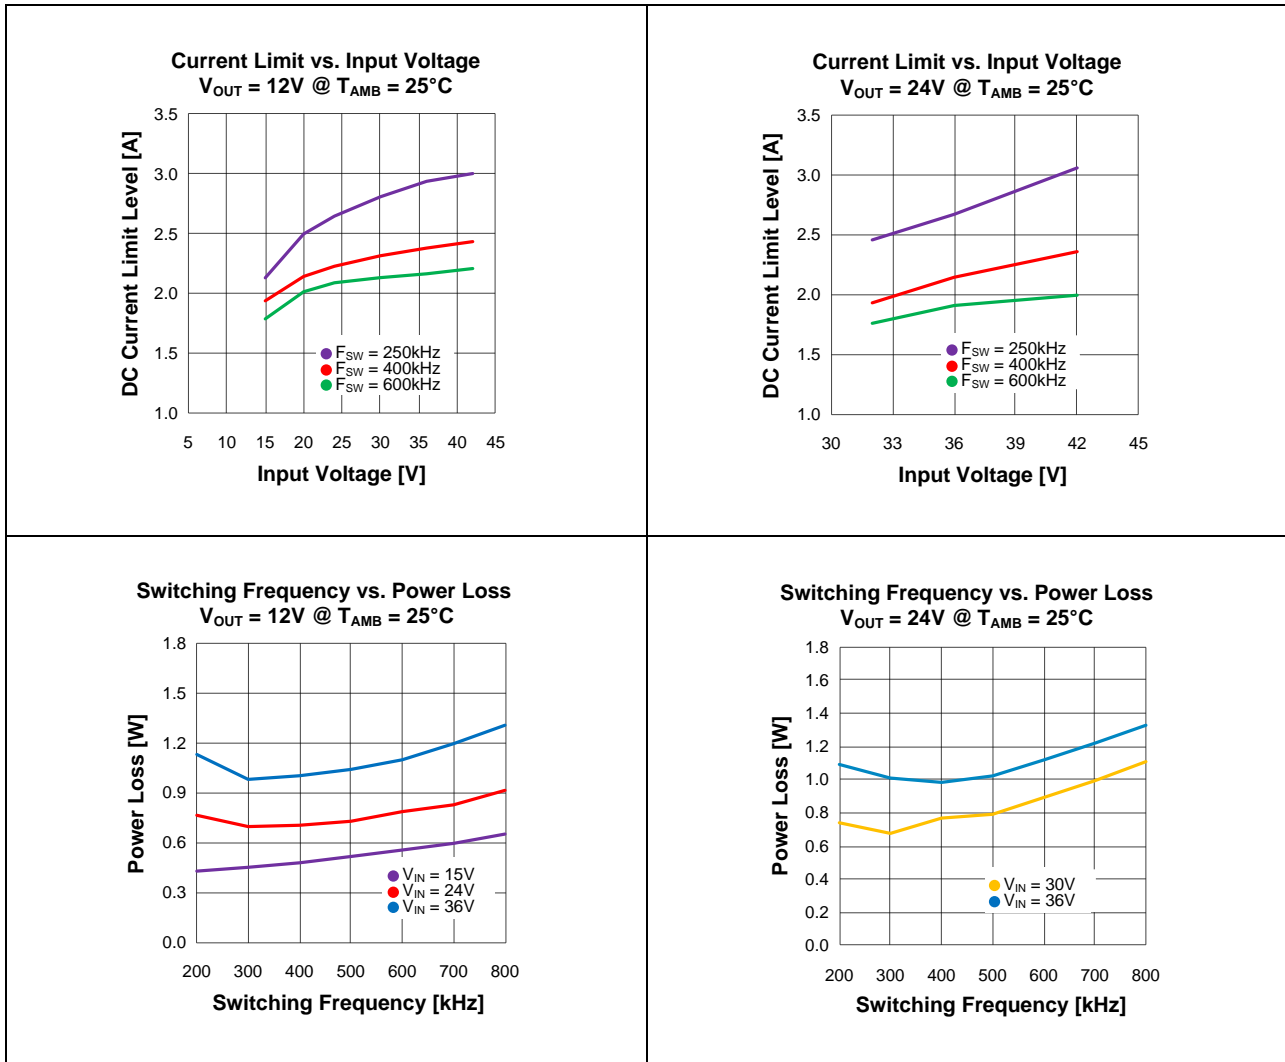 Current Limit vs. Input Voltage
VOUT = 12V @ TAMB = 25°C
DC Current Limit Level [A]
3.5
3.0
2.5
2.0
1.5
1.0
FSW = 250kHz
FSW = 400kHz
FSW = 600kHz
5 10 15 20 25 30 35 40 45
Input Voltage [V]
Current Limit vs. Input Voltage
VOUT = 24V @ TAMB = 25°C
DC Current Limit Level [A]
3.5
3.0
2.5
2.0
1.5
1.0
FSW = 250kHz
FSW = 400kHz
FSW = 600kHz
30 33 36 39 42 45
Input Voltage [V]
Switching Frequency vs. Power Loss
VOUT = 12V @ TAMB = 25°C
Power Loss [W]
1.8
1.5
1.2
0.9
0.6
0.3
0.0
VIN = 15V
VIN = 24V
VIN = 36V
200 300 400 500 600 700 800
Switching Frequency [kHz]
Switching Frequency vs. Power Loss
VOUT = 24V @ TAMB = 25°C
Power Loss [W]
1.8
1.6
1.4
1.2
1.0
0.8
0.6
0.4
0.2
0.0
VIN = 30V
VIN = 36V
200 300 400 500 600 700 800
Switching Frequency [kHz]